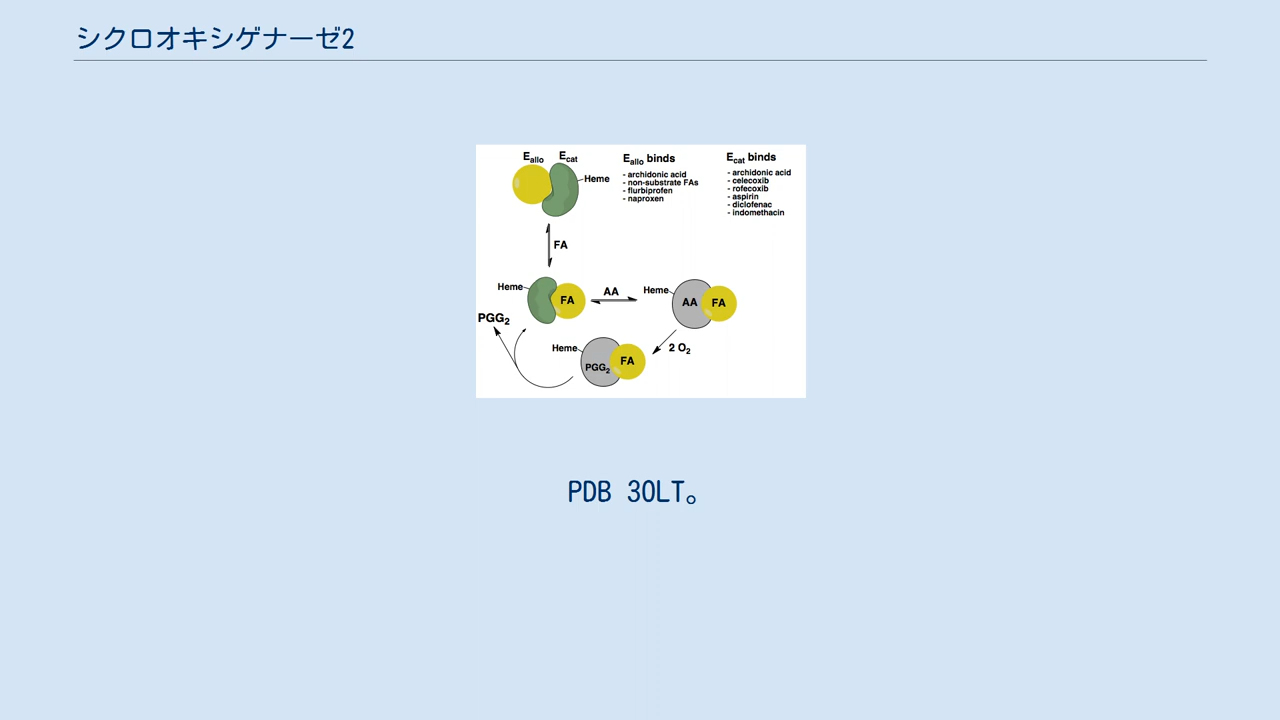 シクロオキシゲナーゼ2
Eallo Ecat
Heme
Eallo binds
- archidonic acid
- non-substrate FAs
- flurbiprofen
- naproxen
Ecat binds
- archidonic acid
- celecoxib
- rofecoxib
- aspirin
- diclofenac
- indomethacin
FA
Heme
FA
AA
Heme
AA
FA
PGG2
2 O2
Heme
PGG2
FA
PDB 3OLT。